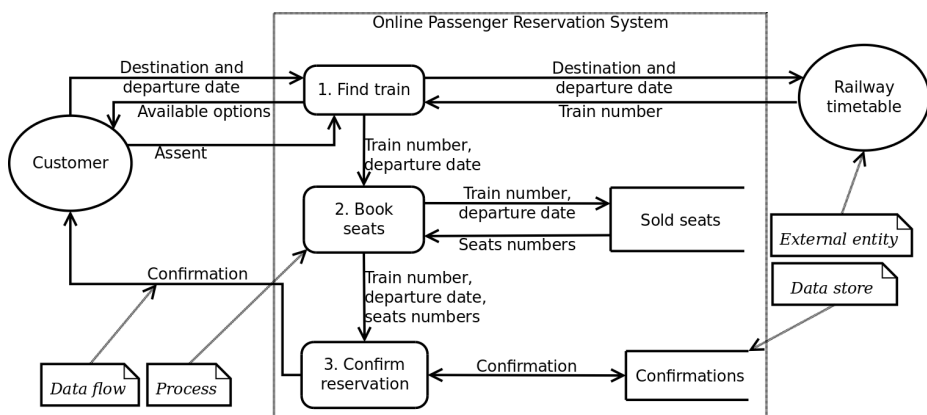 Online Passenger Reservation System
Destination and
departure date
1. Find train
Destination and
departure date
Railway
timetable
Available options
Train number
Customer
Assent
Train number,
departure date
2. Book
seats
Train number,
departure date
Sold seats
Seats numbers
External entity
Confirmation
Train number,
departure date,
seats numbers
Data store
3. Confirm
reservation
Confirmation
Confirmations
Data flow
Process